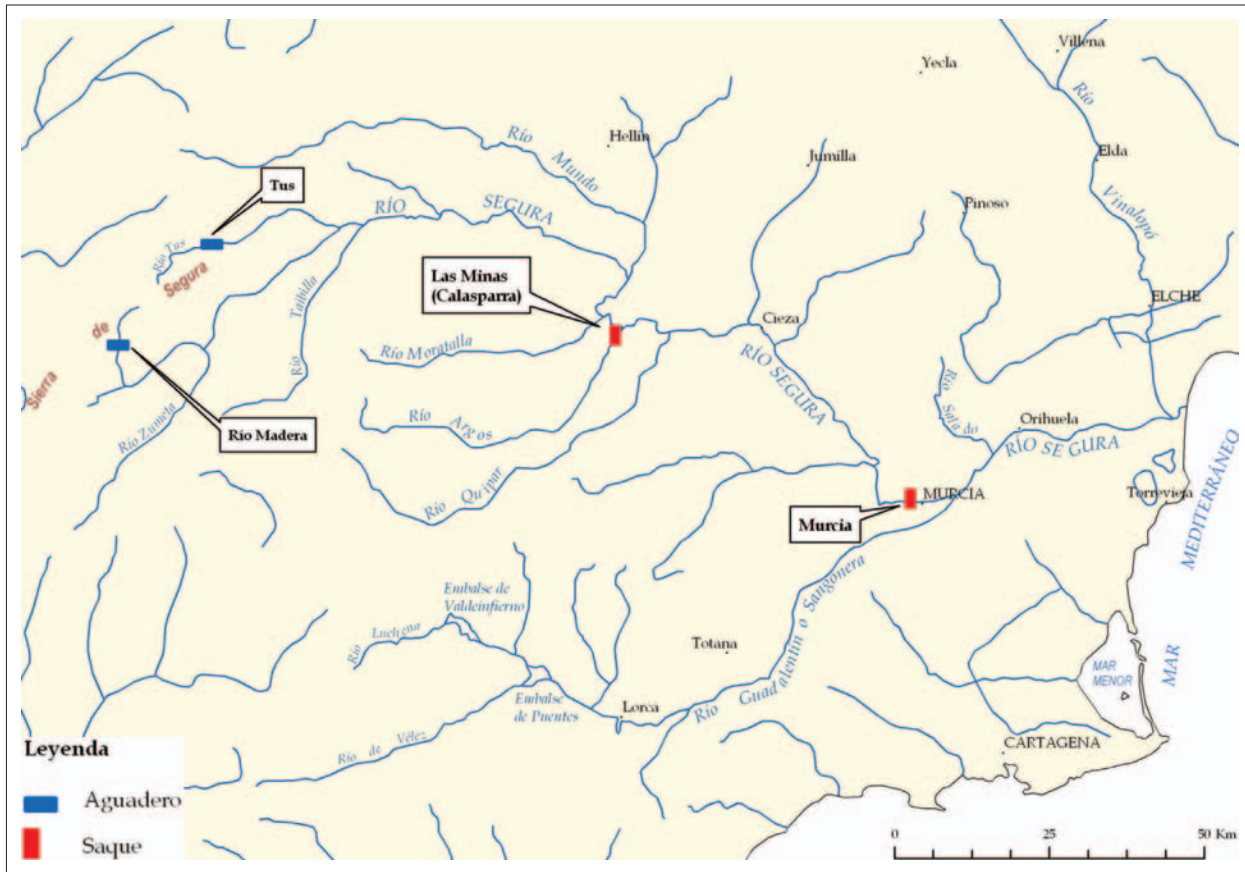 Villena
Yecla
Río
Río
Mundo
Hellín
Elda
Jumilla
Tus
RÍO
SEGURA
Pinoso
Vinalopó
Río Tus
Segura
Las Minas
(Calasparra)
Taibilla
Río
ELCHE
de
Cieza
Río Moratalla
RÍO SEGURA
Río
Salado
Sierra
Río Madera
Río Zumeta
Río
Argos
Orihuela
RÍO SEGURA
Río
Quipar
MURCIA
Torrevieja
Murcia
MEDITERRÁNEO
MAR
Embalse de
Valdeinfierno
Río
Luchena
Totana
Río Guadalentín o Sangonera
MAR
MENOR
Embalse
de Puentes
Lorca
Río de Vélez
CARTAGENA
Leyenda
Aguadero
Saque
0
25
50 Km